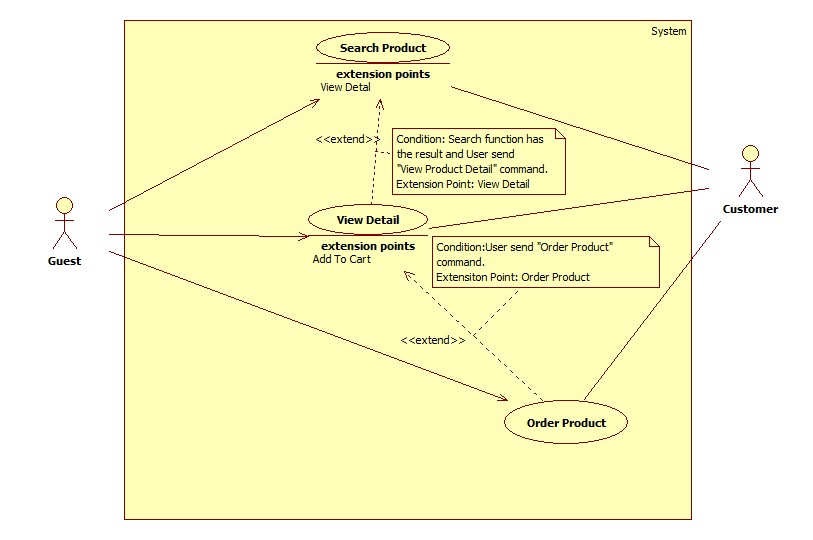 System
Search Product
extension points
View Detal
<<extend>>
Condition: Search function has
the result and User send
"View Product Detail" command.
Extension Point: View Detail
Customer
Guest
View Detail
extension points
Add To Cart
Condition:User send "Order Product"
command.
Extensiton Point: Order Product
<<extend>>
Order Product